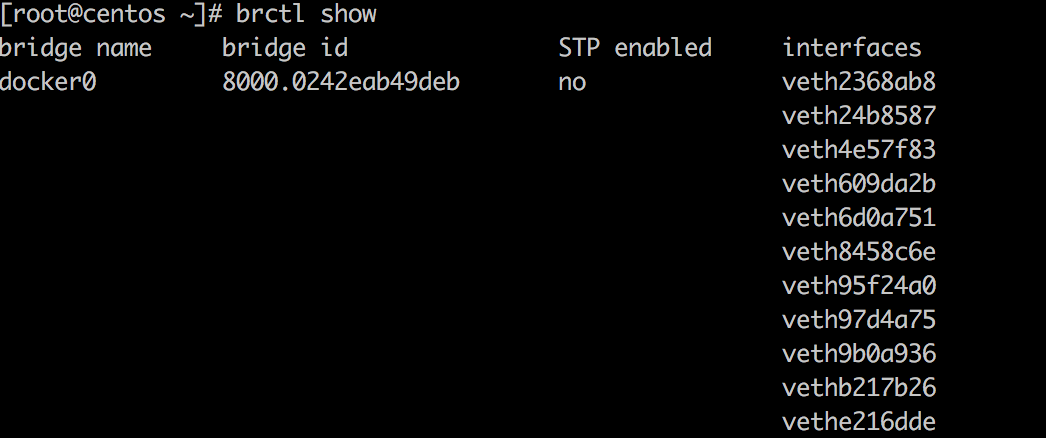 [root@centos ~]# brctl show
bridge name bridge id STP enabled interfaces
docker0 8000.0242eab49deb no veth2368ab8
veth24b8587
veth4e57f83
veth609da2b
veth6d0a751
veth8458c6e
veth95f24a0
veth97d4a75
veth9b0a936
vethb217b26
vethe216dde